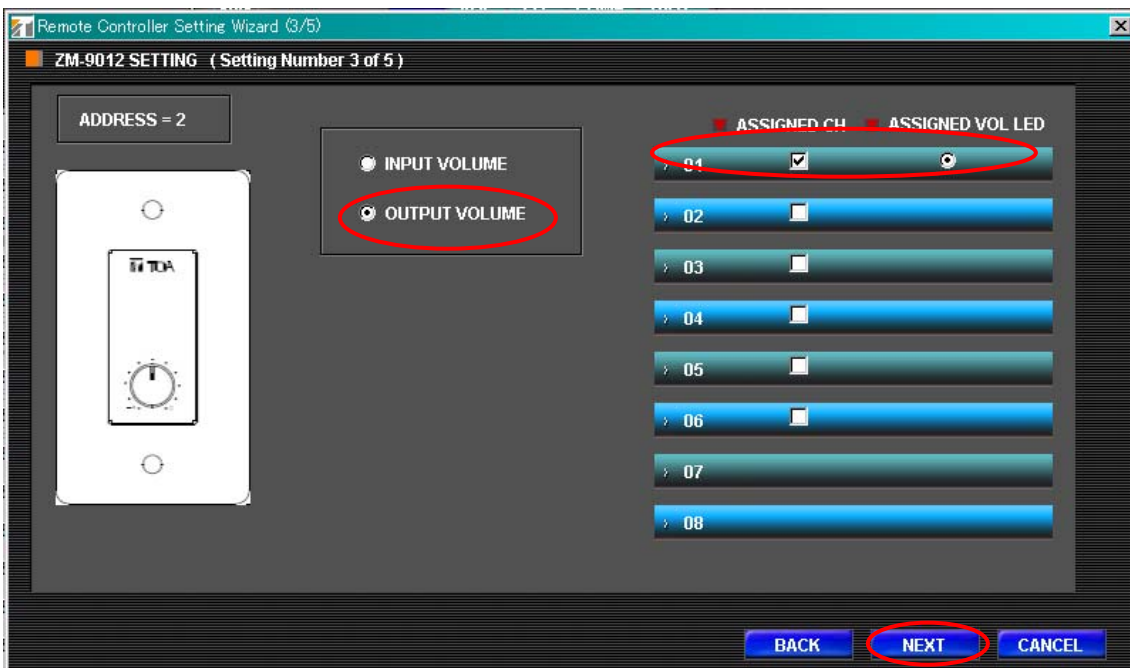 Remote Controller Setting Wizard (3/5)
ZM-9012 SETTING ( Setting Number 3 of 5 )
ADDRESS = 2
TOA
INPUT VOLUME
OUTPUT VOLUME
ASSIGNED CH ASSIGNED VOL LED
01
02
03
04
05
06
07
08
BACK NEXT CANCEL